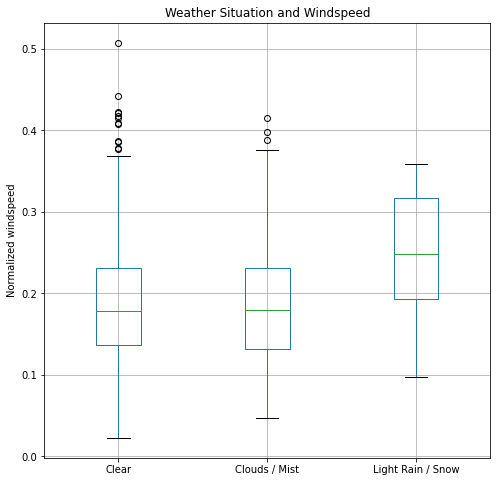 Weather Situation and Windspeed
Normalized windspeed
0.5
0.4
0.3
0.2
0.1
0.0
Clear
Clouds / Mist
Light Rain / Snow